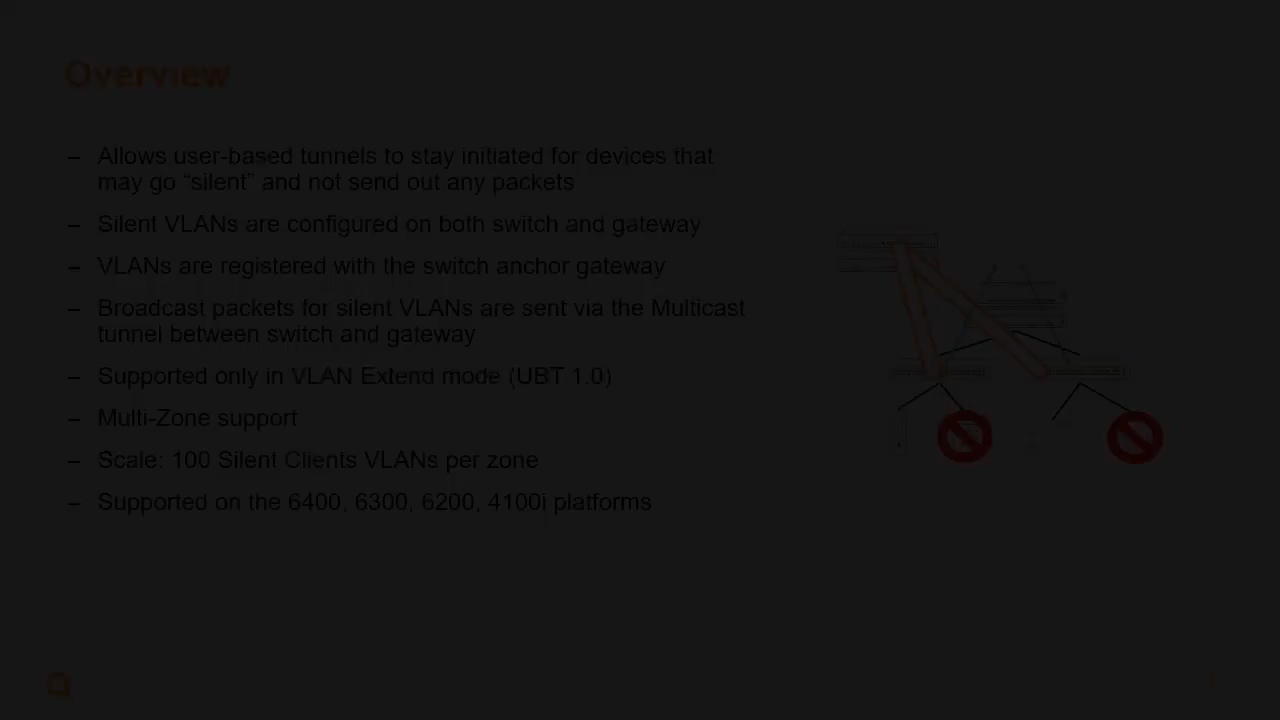 Overview
– Allows user-based tunnels to stay initiated for devices that
may go “silent” and not send out any packets
– Silent VLANs are configured on both switch and gateway
– VLANs are registered with the switch anchor gateway
– Broadcast packets for silent VLANs are sent via the Multicast
tunnel between switch and gateway
– Supported only in VLAN Extend mode (UBT 1.0)
– Multi-Zone support
– Scale: 100 Silent Clients VLANs per zone
– Supported on the 6400, 6300, 6200, 4100i platforms